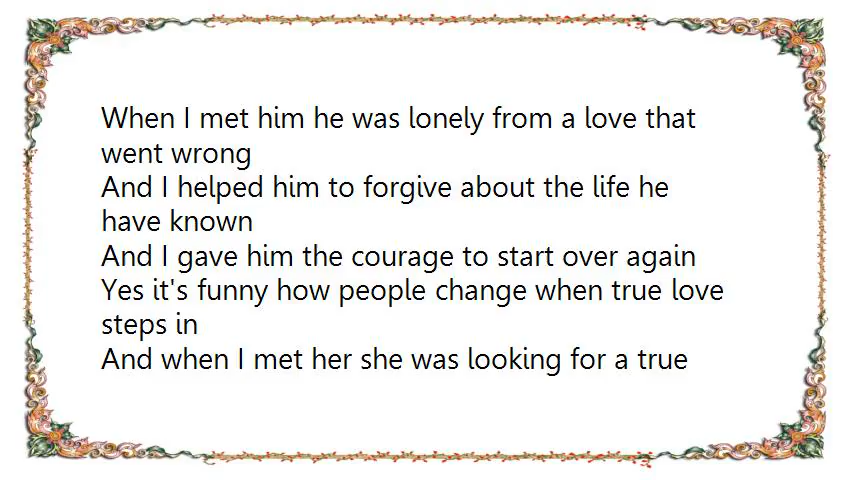 When I met him he was lonely from a love that
went wrong
And I helped him to forgive about the life he
have known
And I gave him the courage to start over again
Yes it's funny how people change when true love
steps in
And when I met her she was looking for a true